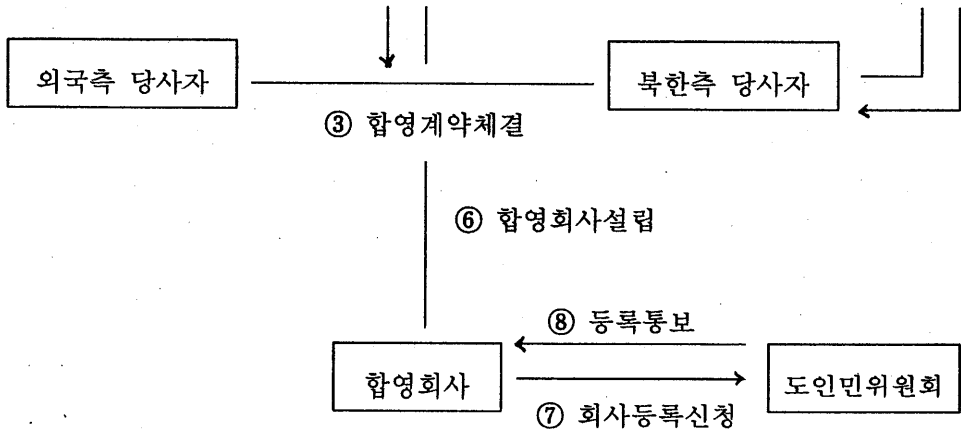 외국측 당사자
북한측 당사자
③ 합영계약체결
⑥ 합영회사설립
⑧ 등록통보
합영회사
도인민위원회
⑦ 회사등록신청